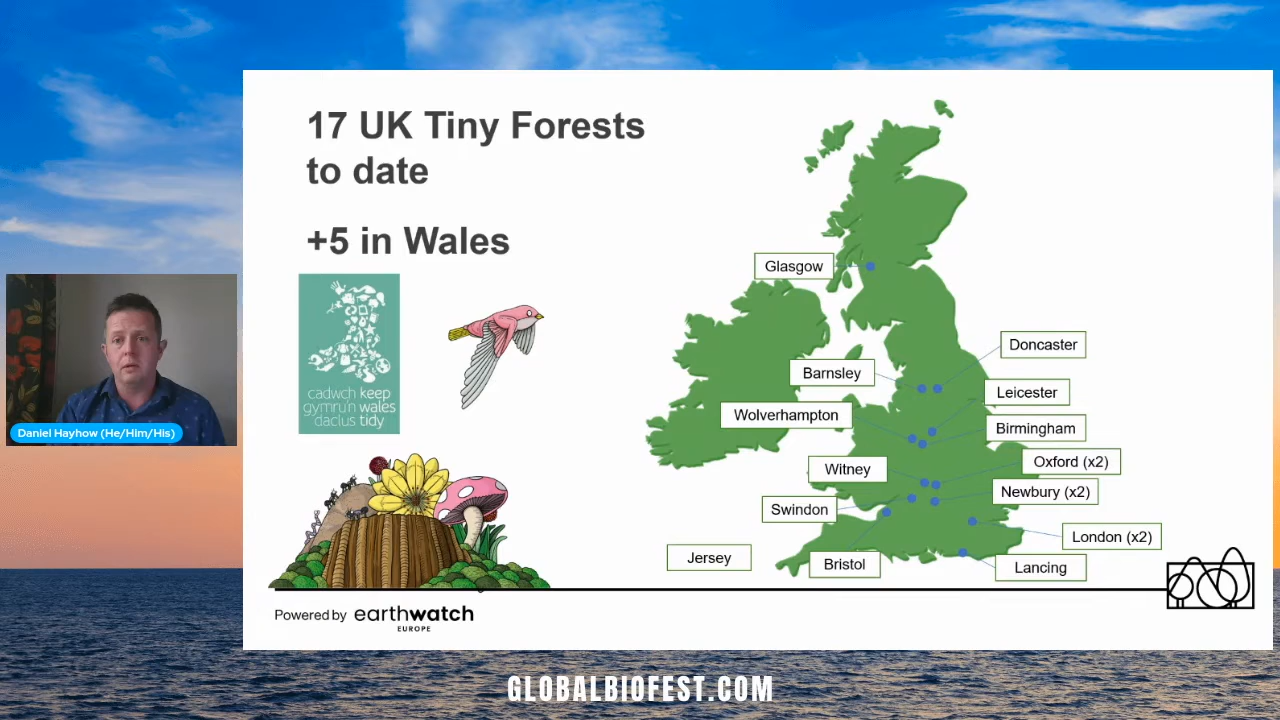 17 UK Tiny Forests
to date
+5 in Wales
cadwch keep
gymru'n wales
daclus tidy
Glasgow
Doncaster
Barnsley
Leicester
Wolverhampton
Birmingham
Witney
Oxford (x2)
Newbury (x2)
Swindon
London (x2)
Jersey
Bristol
Lancing
Daniel Hayhow (He/Him/His)
Powered by earthwatch
EUROPE
GLOBALBIOFEST.COM